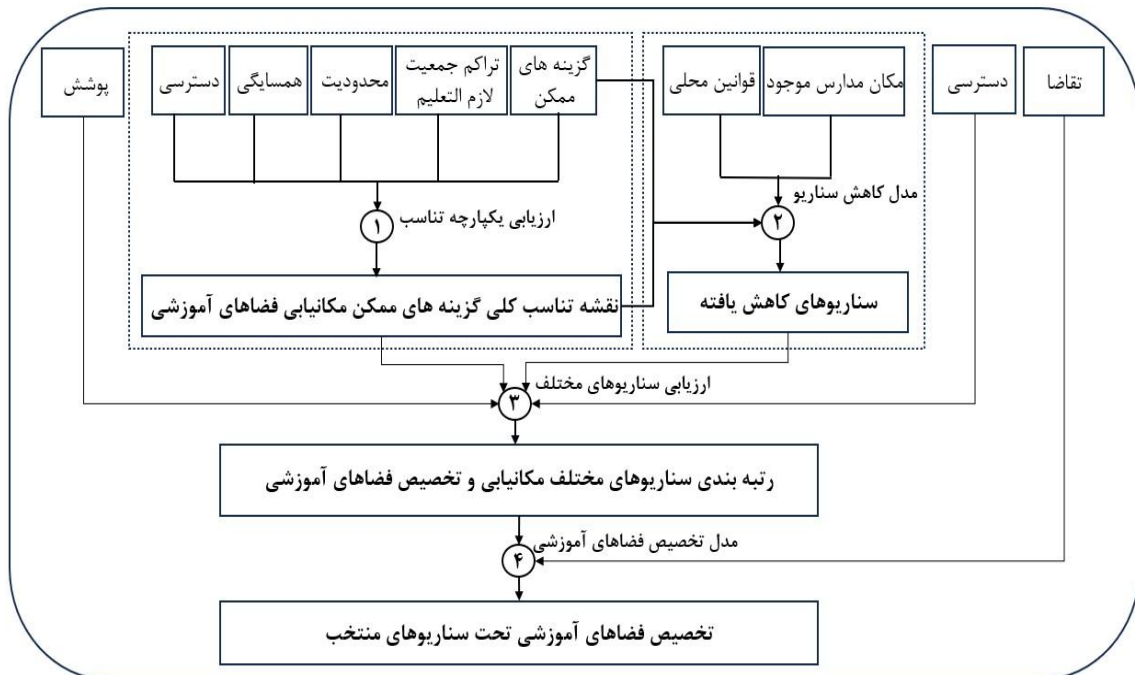 تقاضا
دسترسی
مکان مدارس موجود
قوانین محلی
گزینه های
ممکن
تراکم جمعیت
لازم التعلیم
محدودیت
همسایگی
دسترسی
پوشش
مدل کاهش سناریو
۲
ارزیابی یکپارچه تناسب
۱
سناریوهای کاهش یافته
نقشه تناسب کلی گزینه های ممکن مکانیابی فضاهای آموزشی
ارزیابی سناریوهای مختلف
۳
رتبه بندی سناریوهای مختلف مکانیابی و تخصیص فضاهای آموزشی
مدل تخصیص فضاهای آموزشی
۴
تخصیص فضاهای آموزشی تحت سناریوهای منتخب